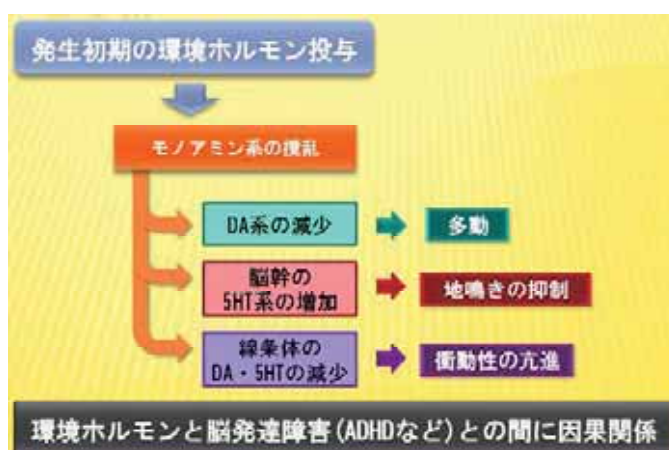 発生初期の環境ホルモン投与
モノアミン系の撹乱
DA系の減少
多動
脳幹の
5HT系の増加
地鳴きの抑制
線条体の
DA・5HTの減少
衝動性の亢進
環境ホルモンと脳発達障害(ADHDなど)との間に因果関係